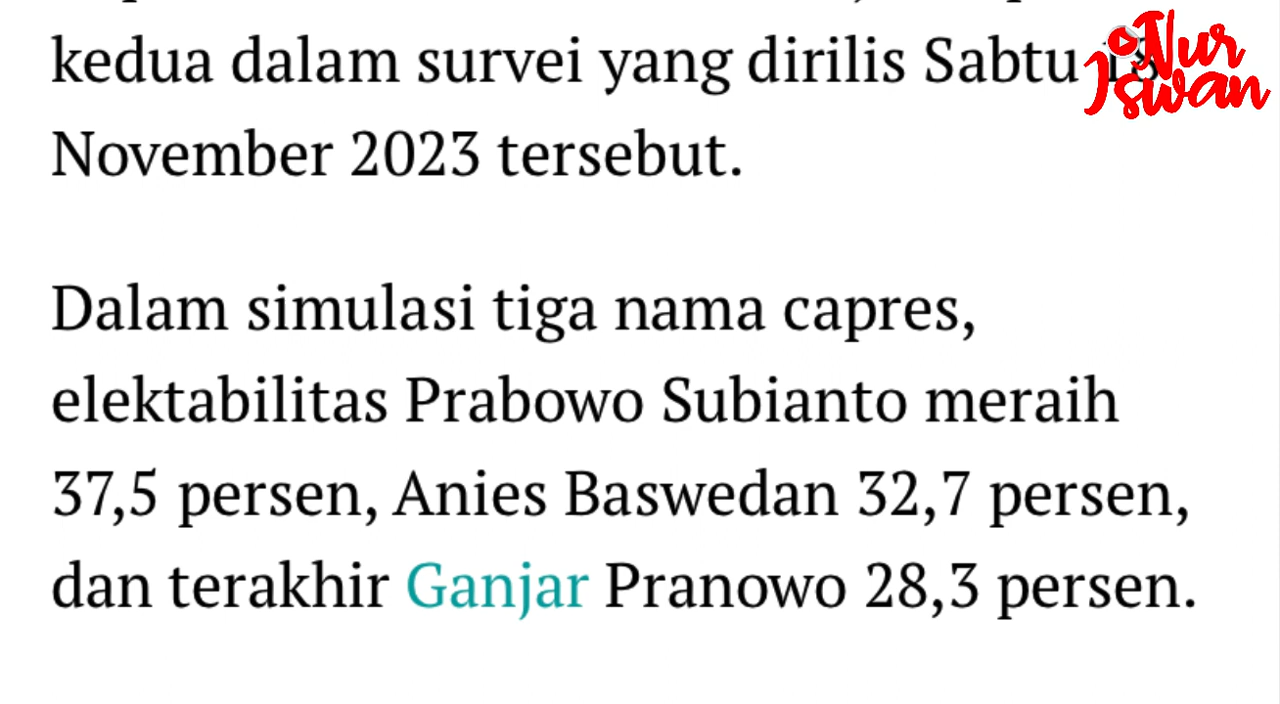 kedua dalam survei yang dirilis Sabtu
November 2023 tersebut.
Dalam simulasi tiga nama capres,
elektabilitas Prabowo Subianto meraih
37,5 persen, Anies Baswedan 32,7 persen,
dan terakhir Ganjar Pranowo 28,3 persen.
Nur
Iswan